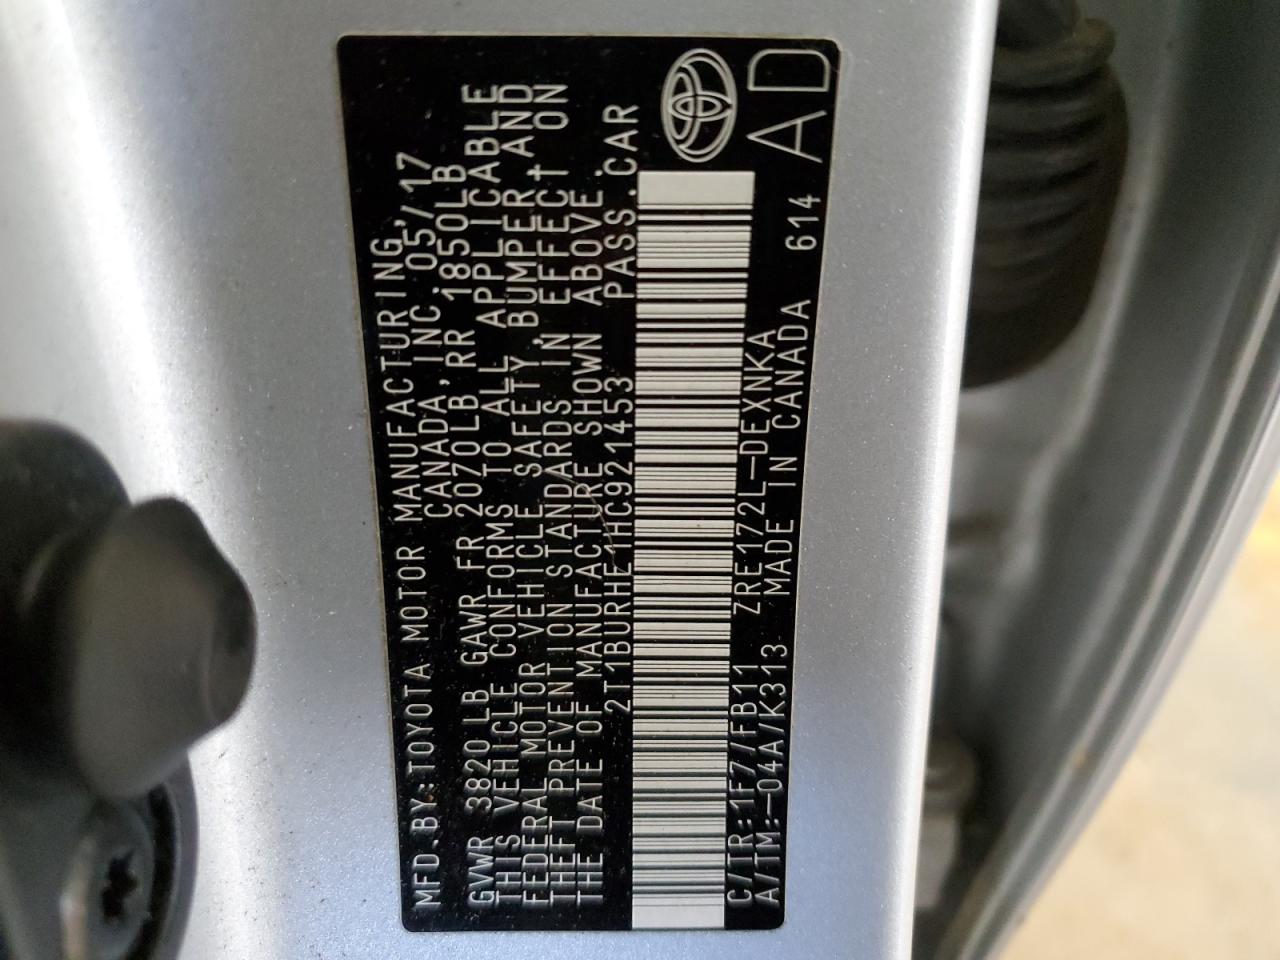 MFD.BY:TOYOTA MOTOR MANUFACTURING,
CANADA, INC. 05/17
GVWR 3820LB GAWR FR 2070LB, RR 1850LB
THIS VEHICLE CONFORMS TO ALL APPLICABLE
FEDERAL MOTOR VEHICLE SAFETY, BUMPER AND
THEFT PREVENTION STANDARDS IN EFFECT ON
THE DATE OF MANUFACTURE SHOWN ABOVE.
2T1BURHE1HC921453 PASS.CAR
C/TR:1F7/FB11 ZRE172L-DEXNKA
A/TM:-04A/K313 MADE IN CANADA 614
AD